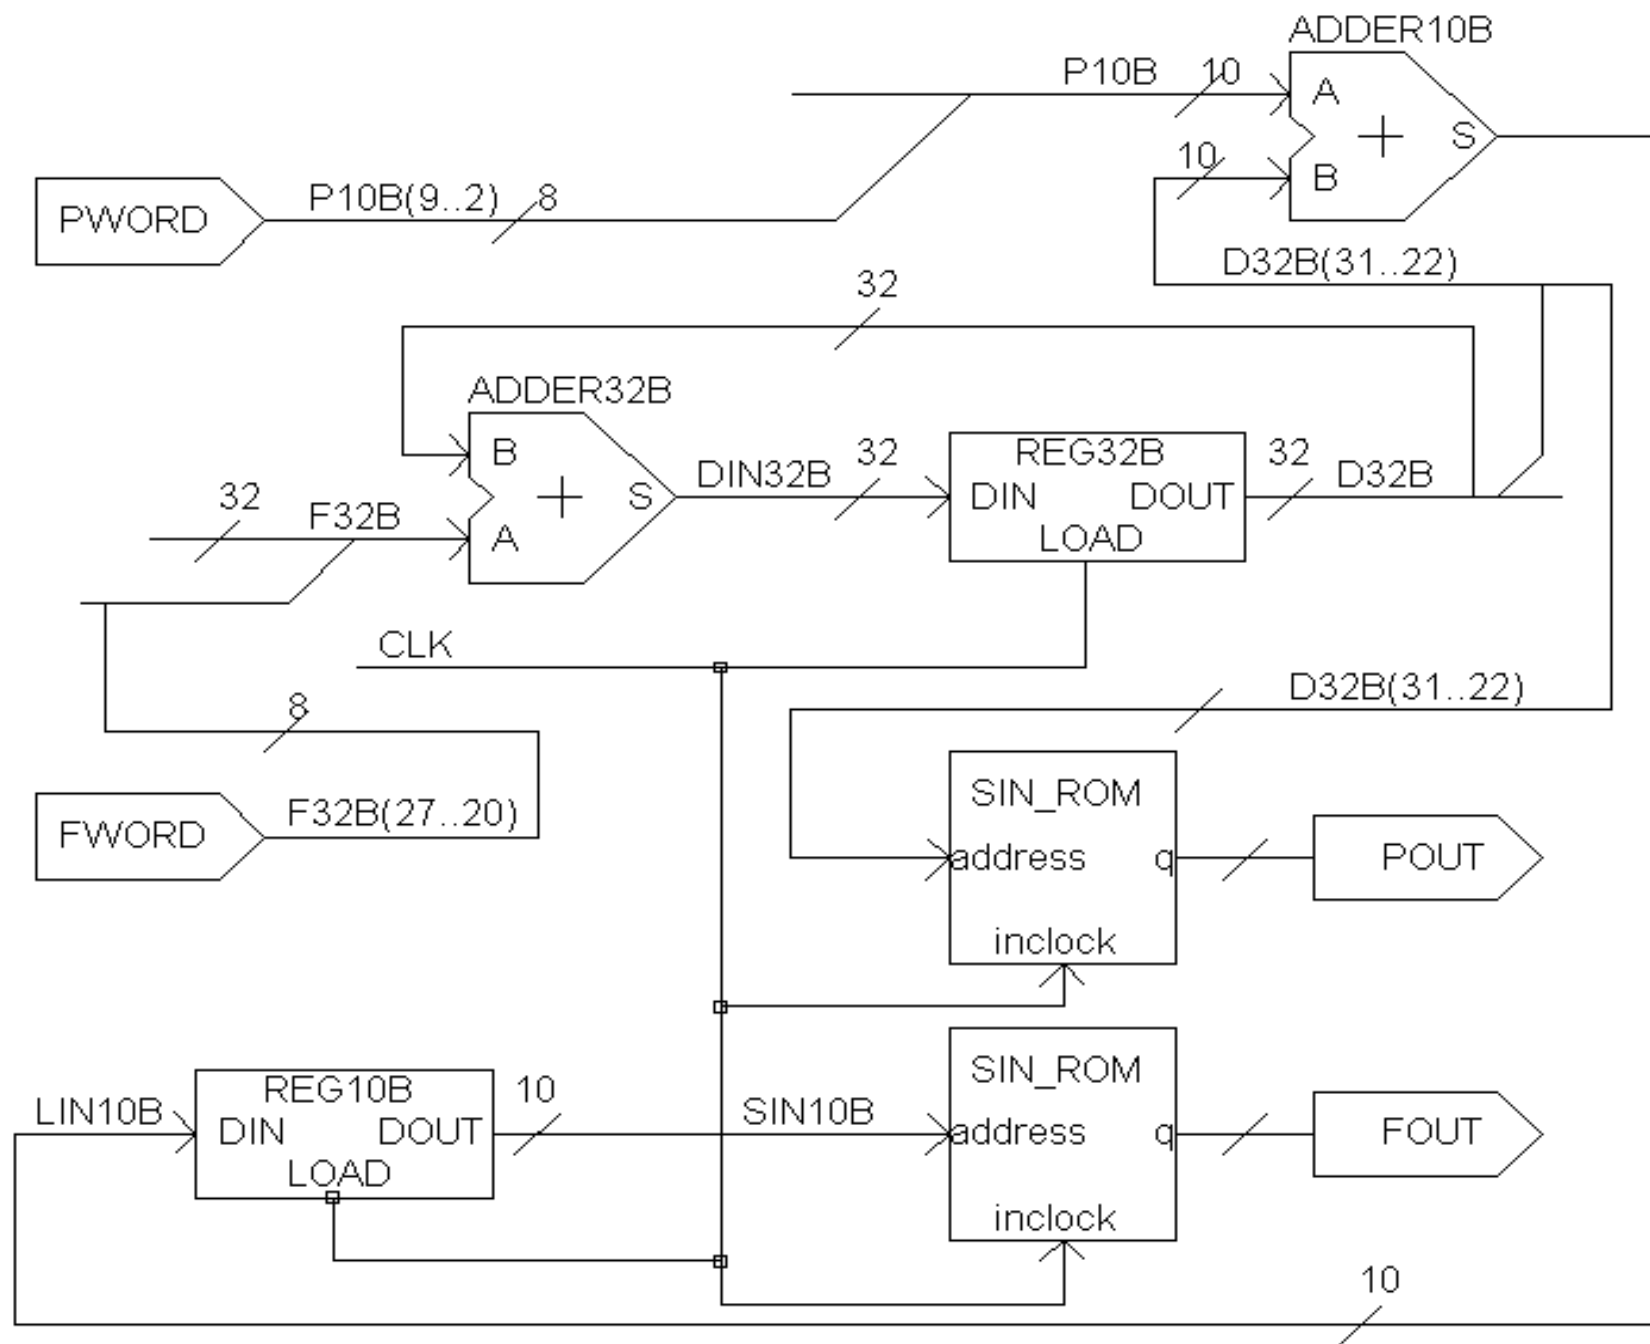 ADDER10B
P10B
10
A
+
S
10
B
PWORD
P10B(9..2)
8
D32B(31..22)
32
ADDER32B
B
+
S
A
32
F32B
DIN32B
32
REG32B
DIN DOUT
LOAD
32
D32B
CLK
8
D32B(31..22)
FWORD
F32B(27..20)
SIN_ROM
address q
inclock
POUT
LIN10B
REG10B
DIN DOUT
LOAD
10
SIN10B
SIN_ROM
address q
inclock
FOUT
10